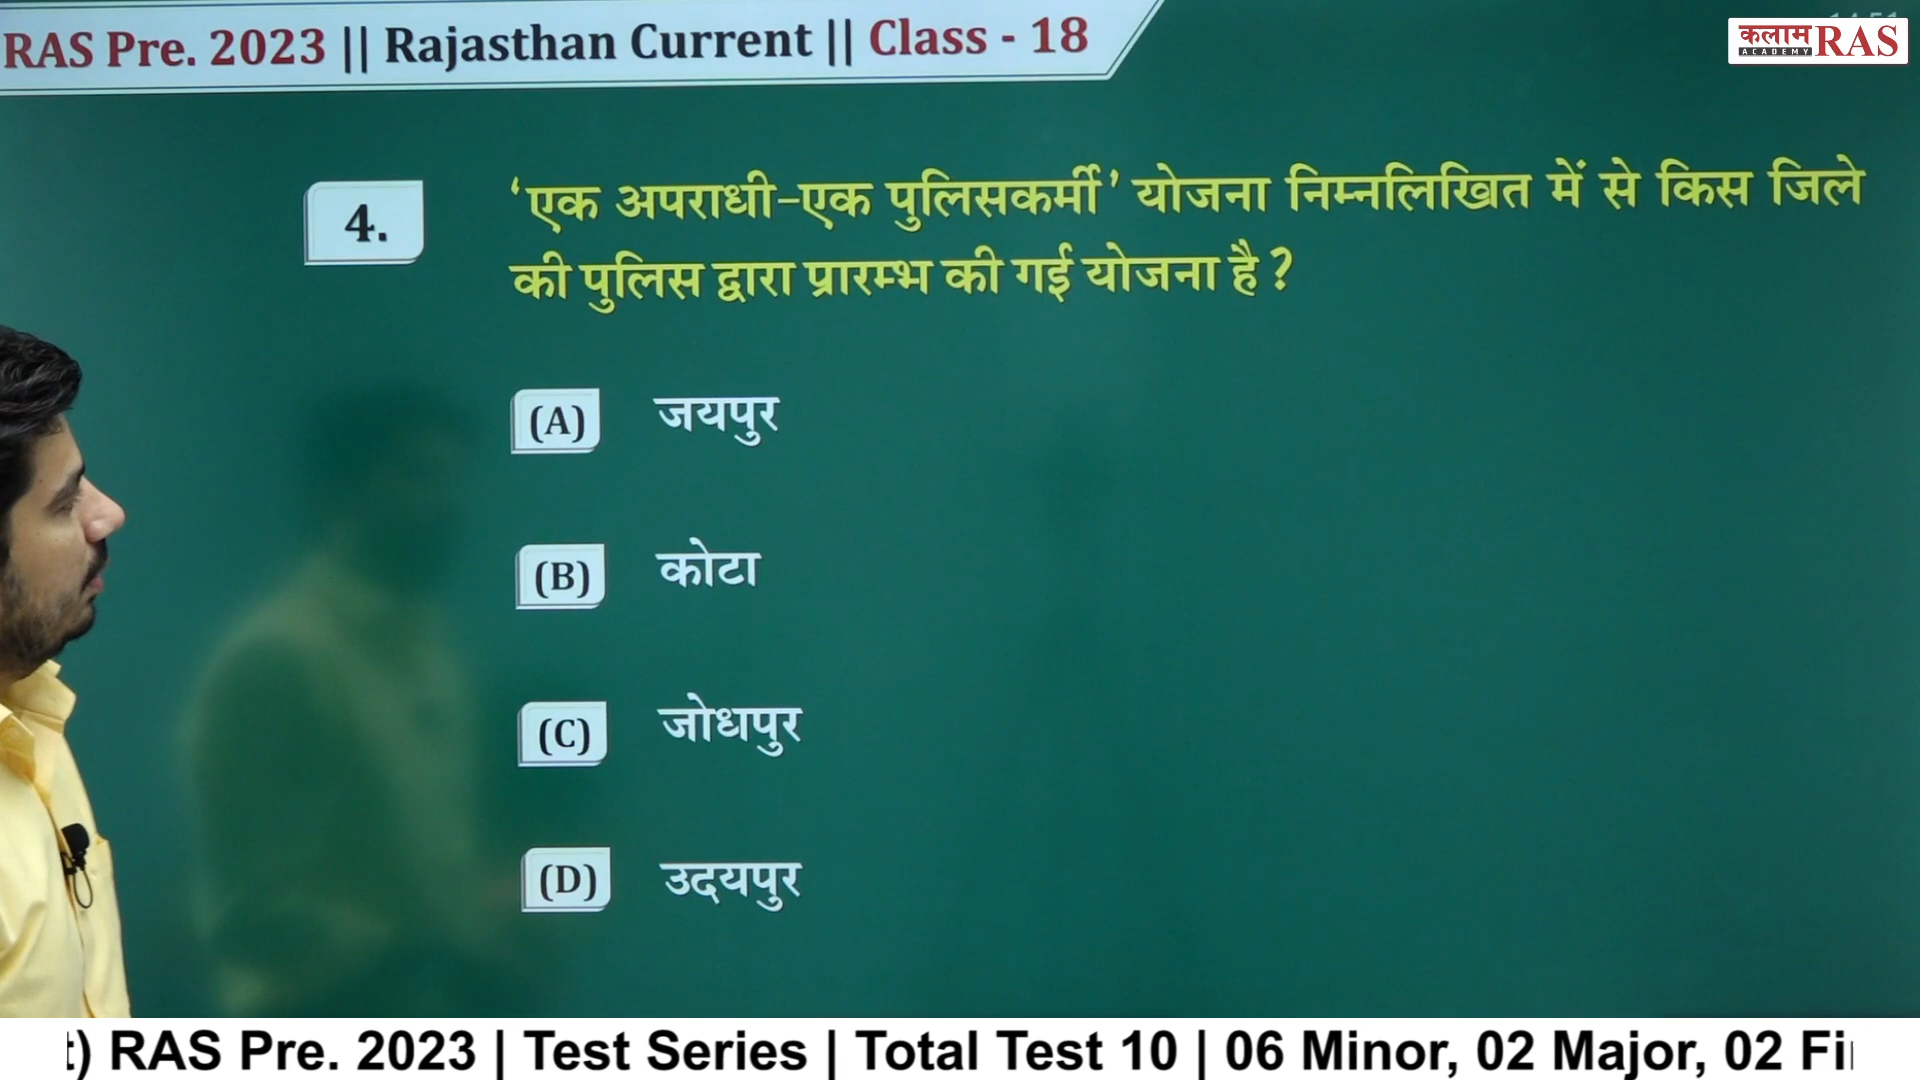 RAS Pre. 2023 || Rajasthan Current || Class - 18
कलाम RAS
ACADEMY
4.
‘एक अपराधी-एक पुलिसकर्मी’ योजना निम्नलिखित में से किस जिले
की पुलिस द्वारा प्रारम्भ की गई योजना है ?
(A) जयपुर
(B) कोटा
(C) जोधपुर
(D) उदयपुर
) RAS Pre. 2023 | Test Series | Total Test 10 | 06 Minor, 02 Major, 02